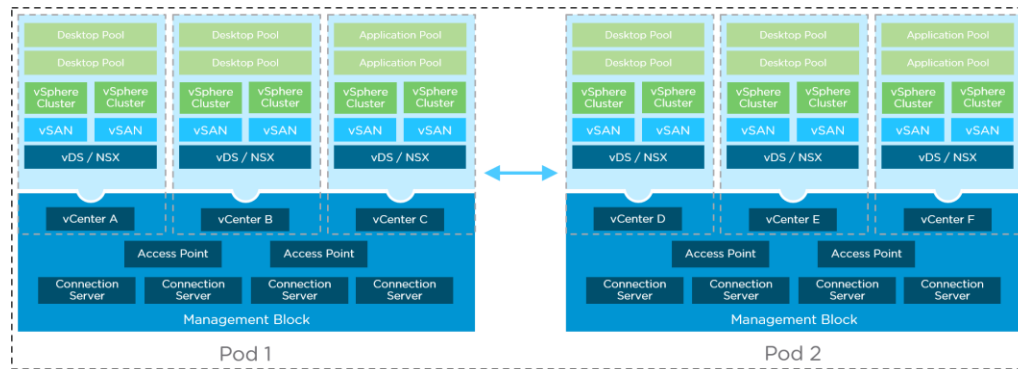 Desktop Pool Desktop Pool Application Pool Desktop Pool Desktop Pool Application Pool
Desktop Pool Desktop Pool Application Pool Desktop Pool Desktop Pool Application Pool
vSphere Cluster vSphere Cluster vSphere Cluster vSphere Cluster vSphere Cluster vSphere Cluster vSphere Cluster vSphere Cluster vSphere Cluster vSphere Cluster vSphere Cluster vSphere Cluster
vSAN vSAN vSAN vSAN vSAN vSAN vSAN vSAN vSAN vSAN vSAN vSAN
vDS / NSX vDS / NSX vDS / NSX vDS / NSX vDS / NSX vDS / NSX
vCenter A vCenter B vCenter C vCenter D vCenter E vCenter F
Access Point Access Point Access Point Access Point
Connection Server Connection Server Connection Server Connection Server Connection Server Connection Server Connection Server Connection Server
Management Block Management Block
Pod 1 Pod 2